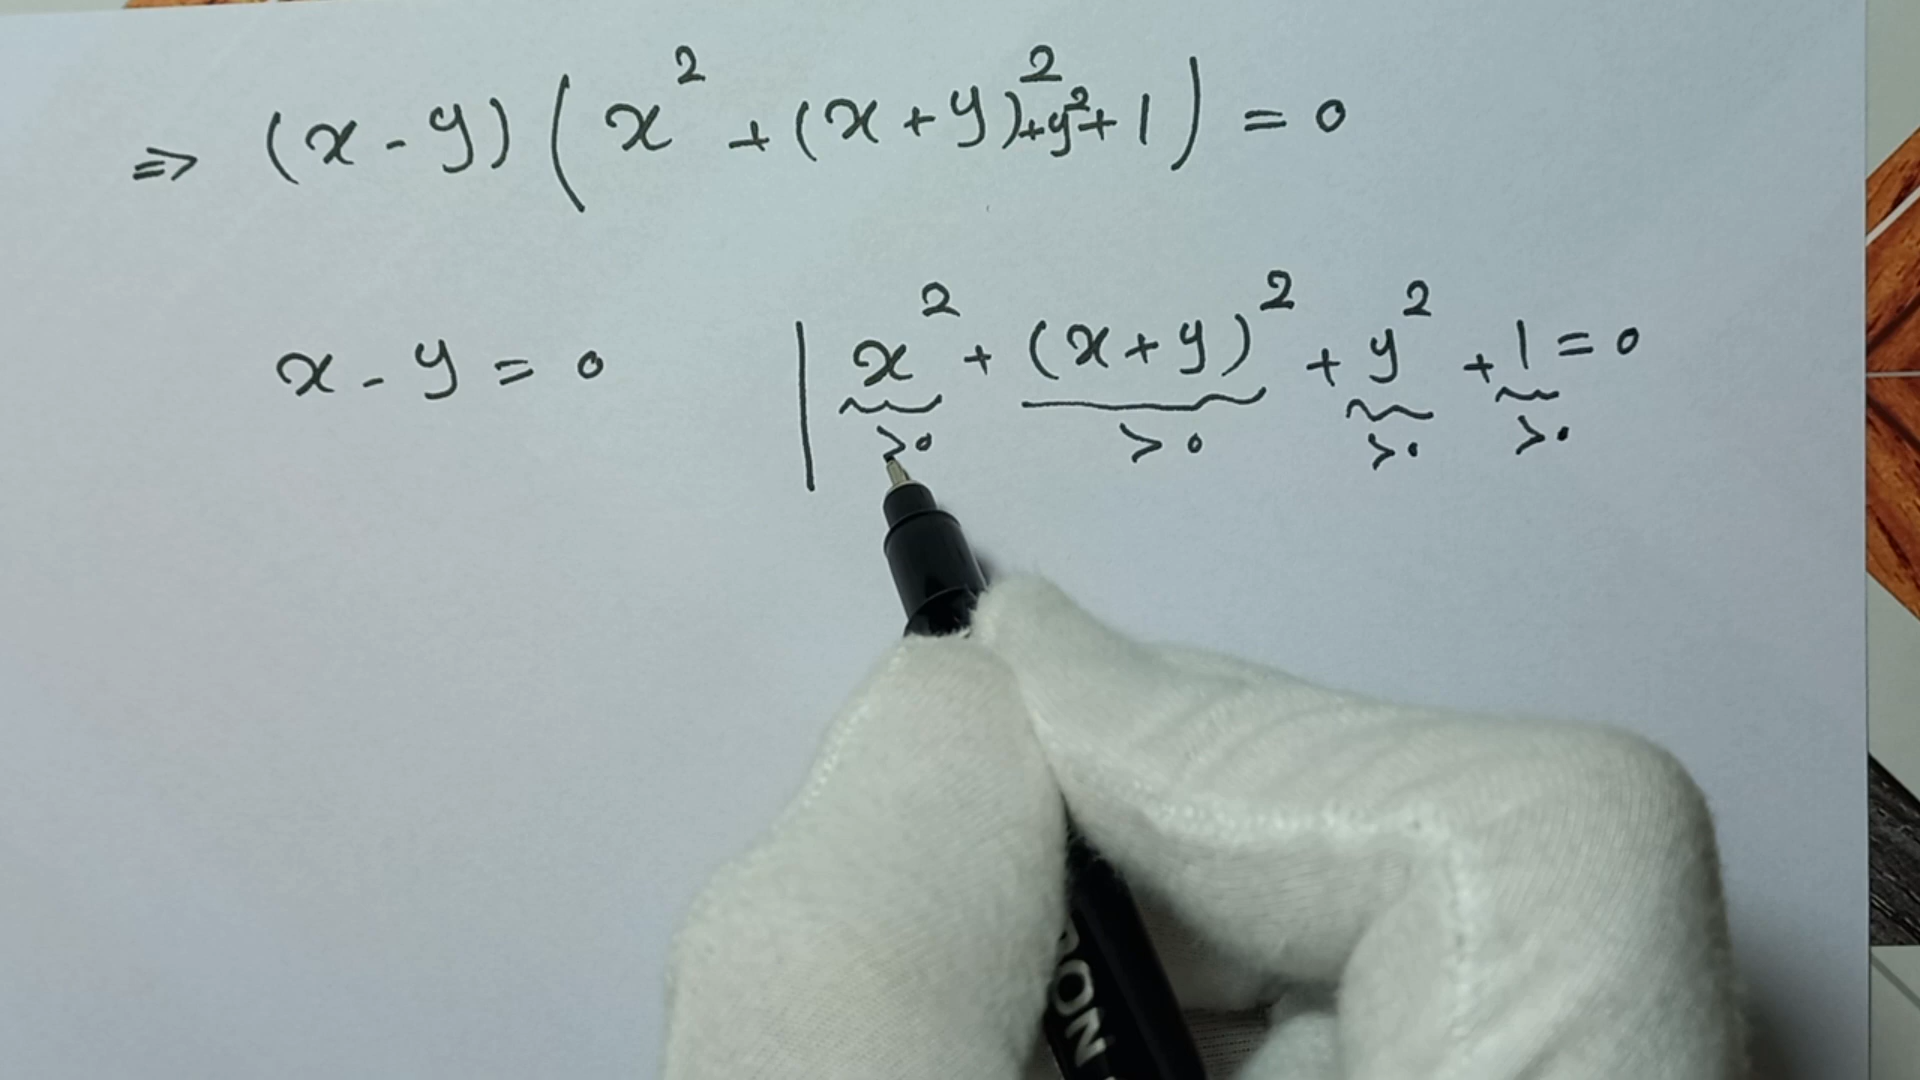 ⇒ (x - y) ( x² + (x + y)² + y² + 1 ) = 0
x - y = 0 | x² + (x + y)² + y² + 1 = 0
>0 >0 >0 >0